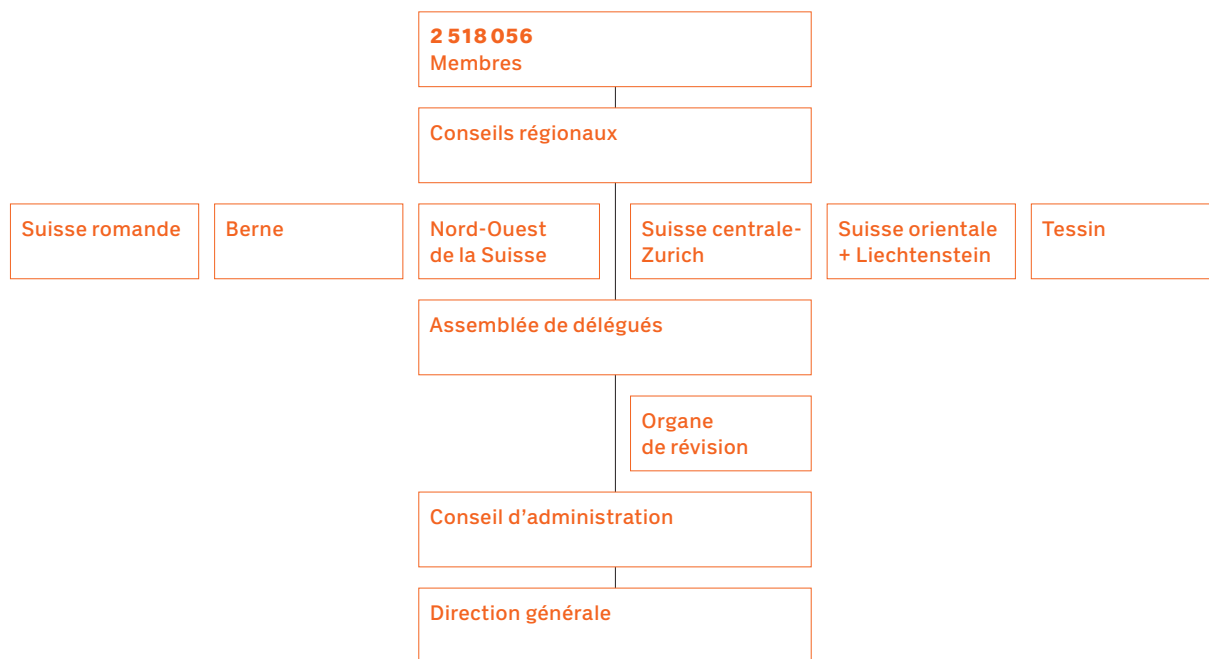 2 518 056
Membres
Conseils régionaux
Suisse romande
Berne
Nord-Ouest
de la Suisse
Suisse centrale-
Zurich
Suisse orientale
+ Liechtenstein
Tessin
Assemblée de délégués
Organe
de révision
Conseil d’administration
Direction générale